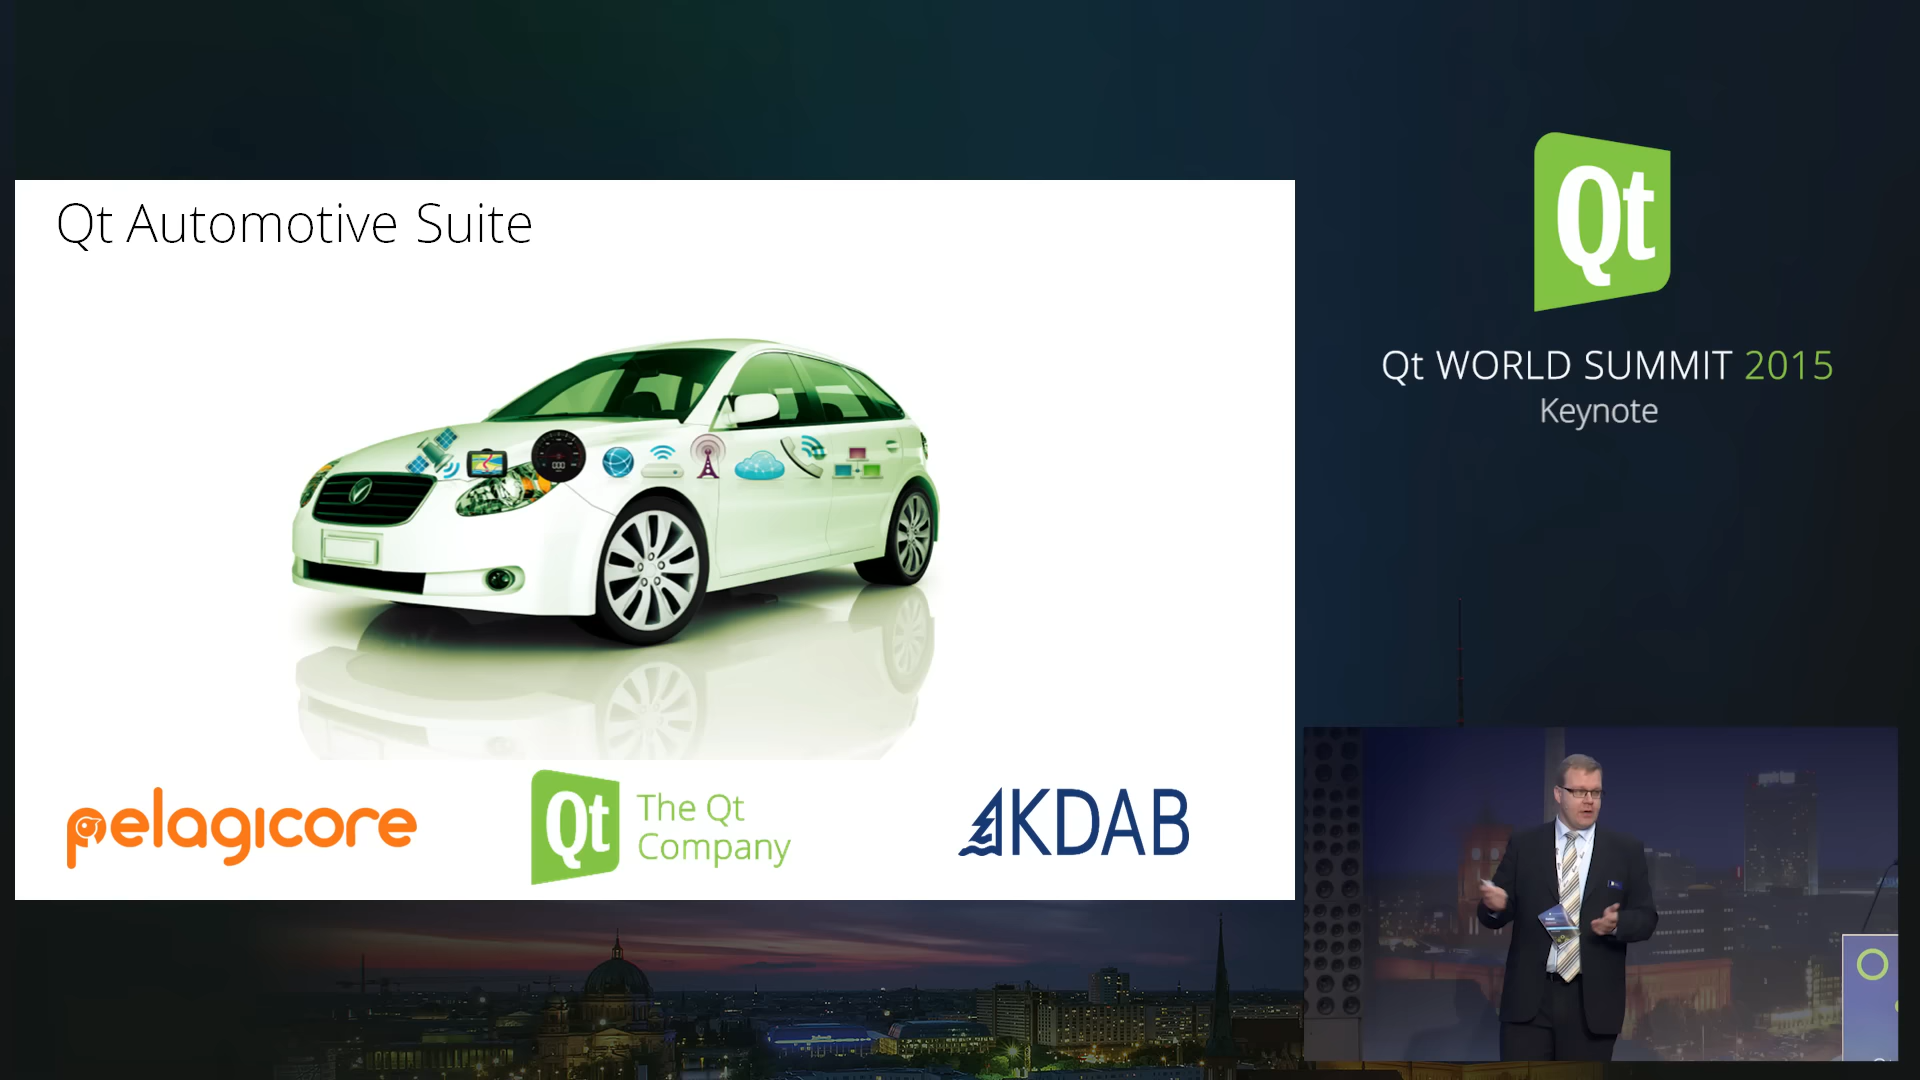 Qt Automotive Suite
pelagicore
Qt The Qt
Company
KDAB
Qt
Qt WORLD SUMMIT 2015
Keynote